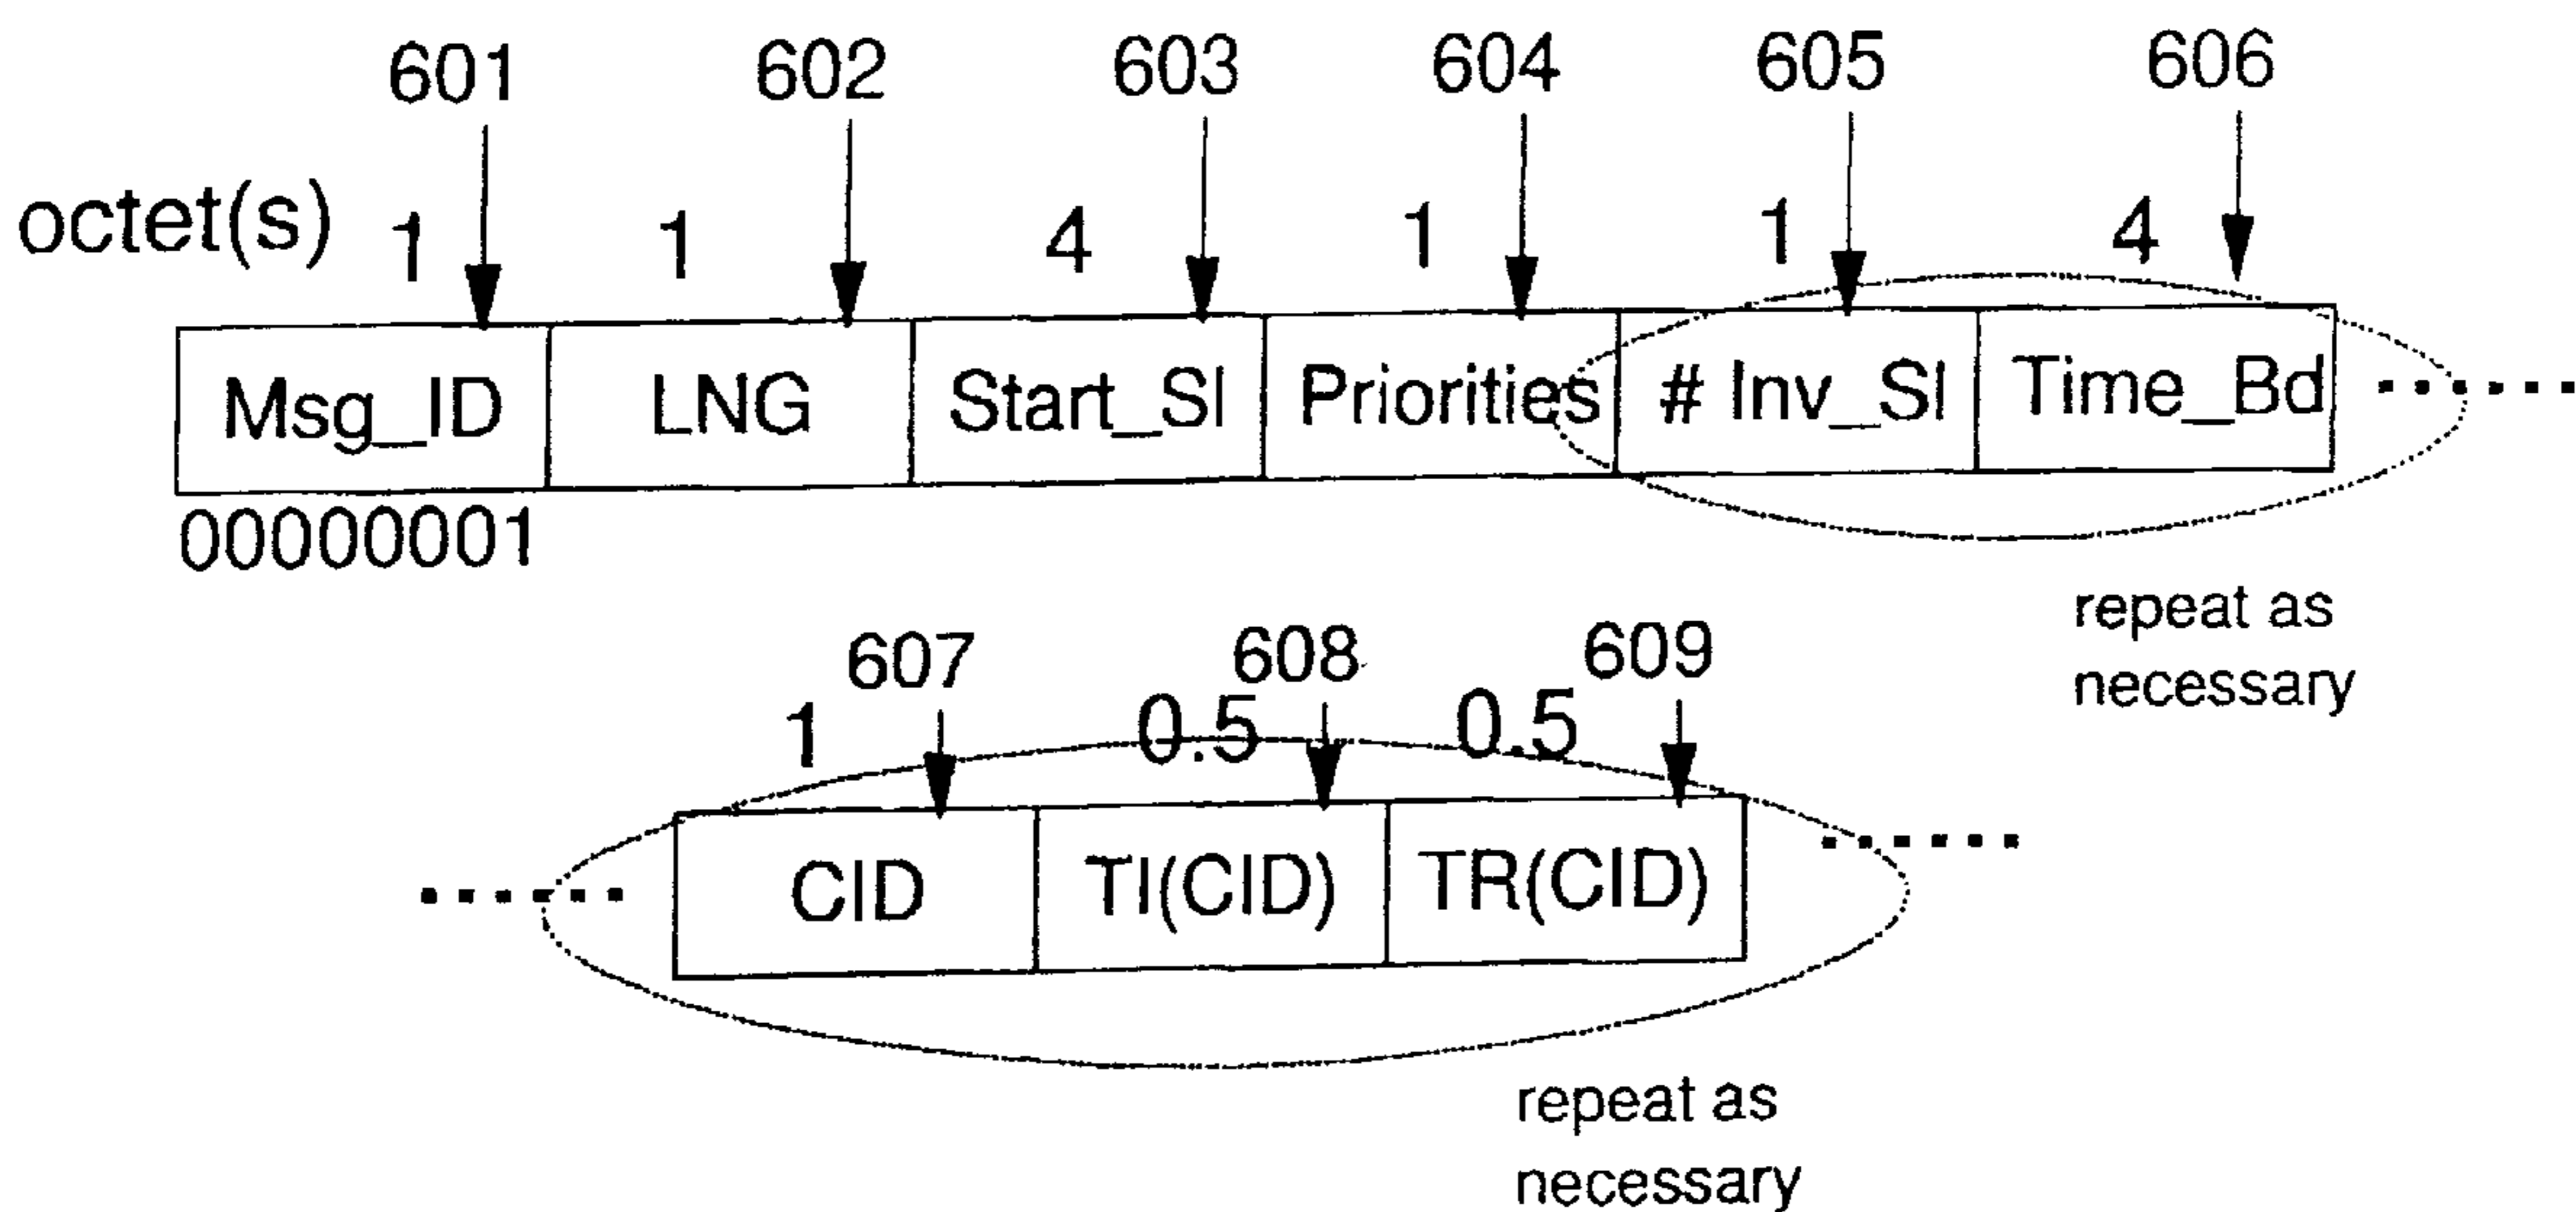 601 602 603 604 605 606
octet(s) 1 1 4 1 1 4
Msg_ID LNG Start_SI Priorities # Inv_SI Time_Bd
00000001
repeat as
necessary
607 608 609
1 0.5 0.5
CID TI(CID) TR(CID)
repeat as
necessary